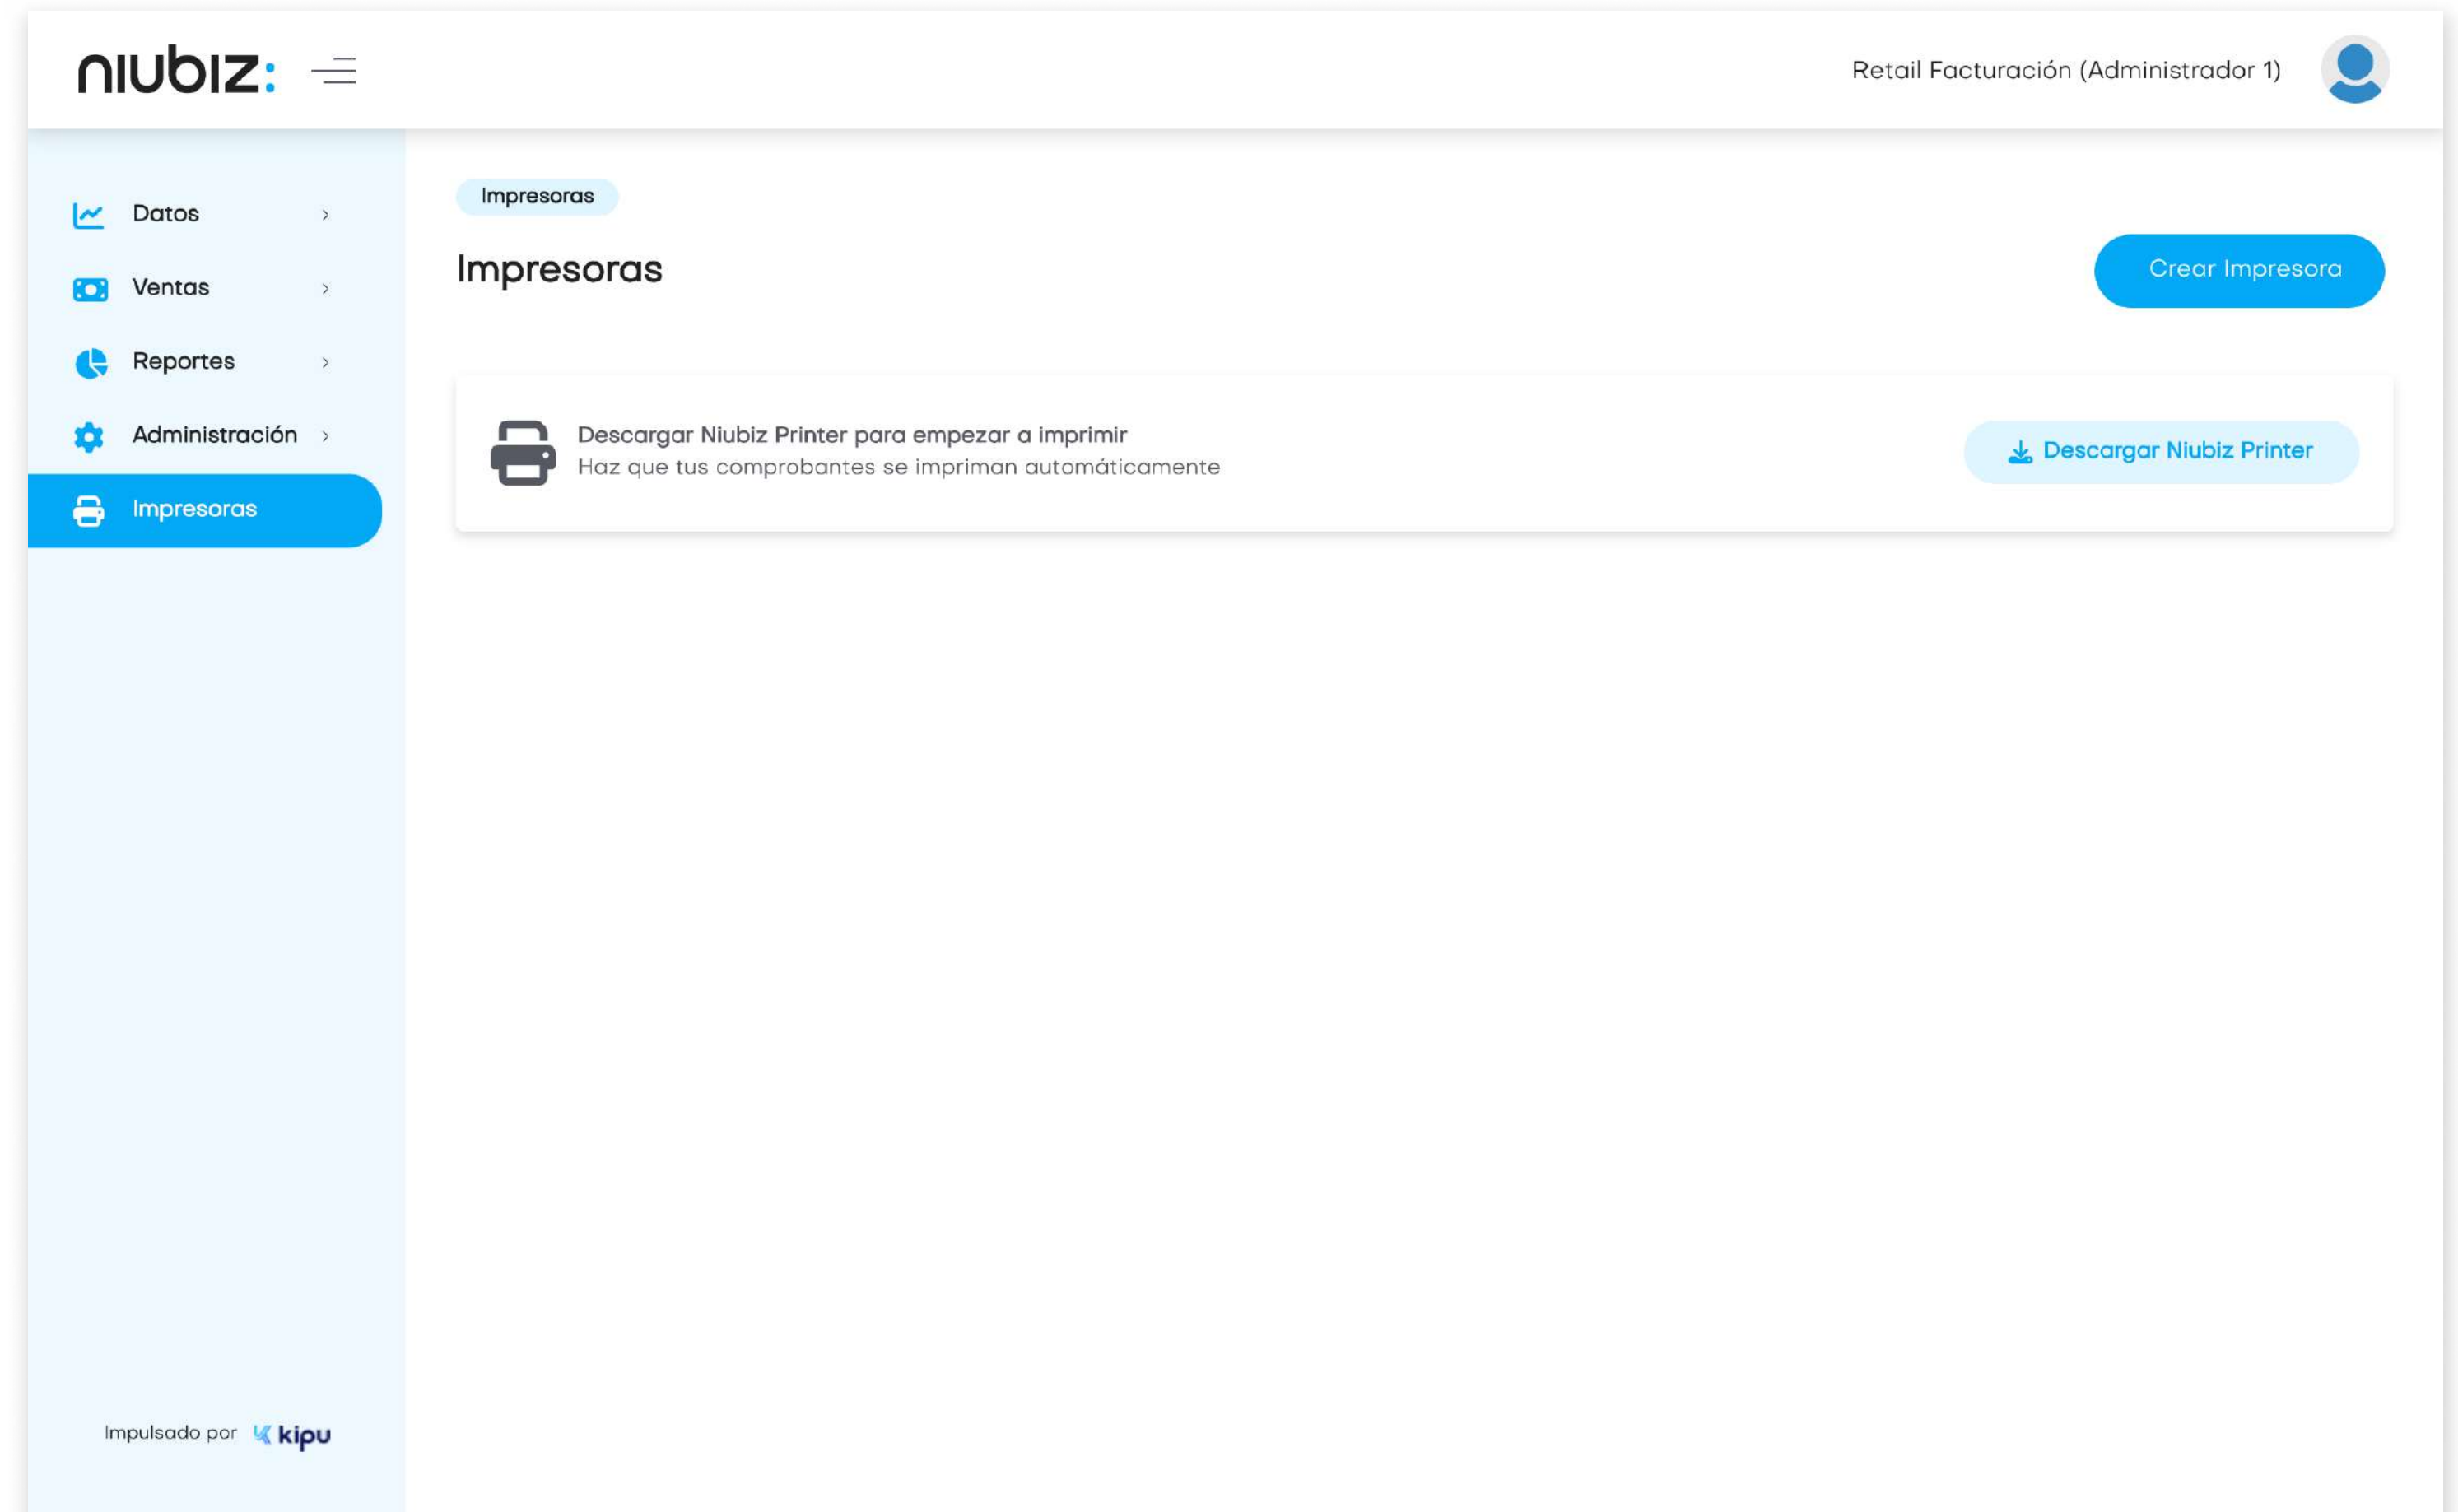 niubiz:
Retail Facturación (Administrador 1)
Datos
Ventas
Reportes
Administración
Impresoras
Impresoras
Impresoras
Crear Impresora
Descargar Niubiz Printer para empezar a imprimir
Haz que tus comprobantes se impriman automáticamente
Descargar Niubiz Printer
Impulsado por kipu